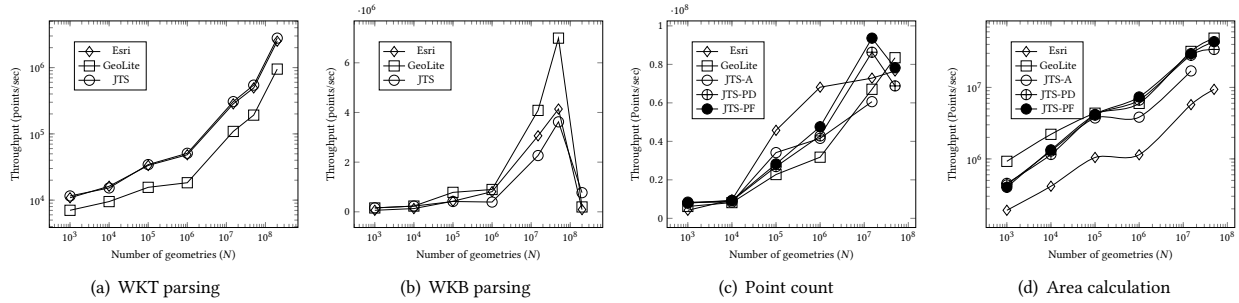 ·10^6
·10^8
Esri
GeoLite
JTS
Esri
GeoLite
JTS
Esri
GeoLite
JTS-A
JTS-PD
JTS-PF
Esri
GeoLite
JTS-A
JTS-PD
JTS-PF
Throughput (points/sec)
10^6
10^5
10^4
Throughput (points/sec)
6
4
2
0
Throughput (Points/sec)
1
0.8
0.6
0.4
0.2
0
Throughput (Points/sec)
10^7
10^6
10^3 10^4 10^5 10^6 10^7 10^8
10^3 10^4 10^5 10^6 10^7 10^8
10^3 10^4 10^5 10^6 10^7 10^8
10^3 10^4 10^5 10^6 10^7 10^8
Number of geometries (N)
Number of geometries (N)
Number of geometries (N)
Number of geometries (N)
(a) WKT parsing
(b) WKB parsing
(c) Point count
(d) Area calculation